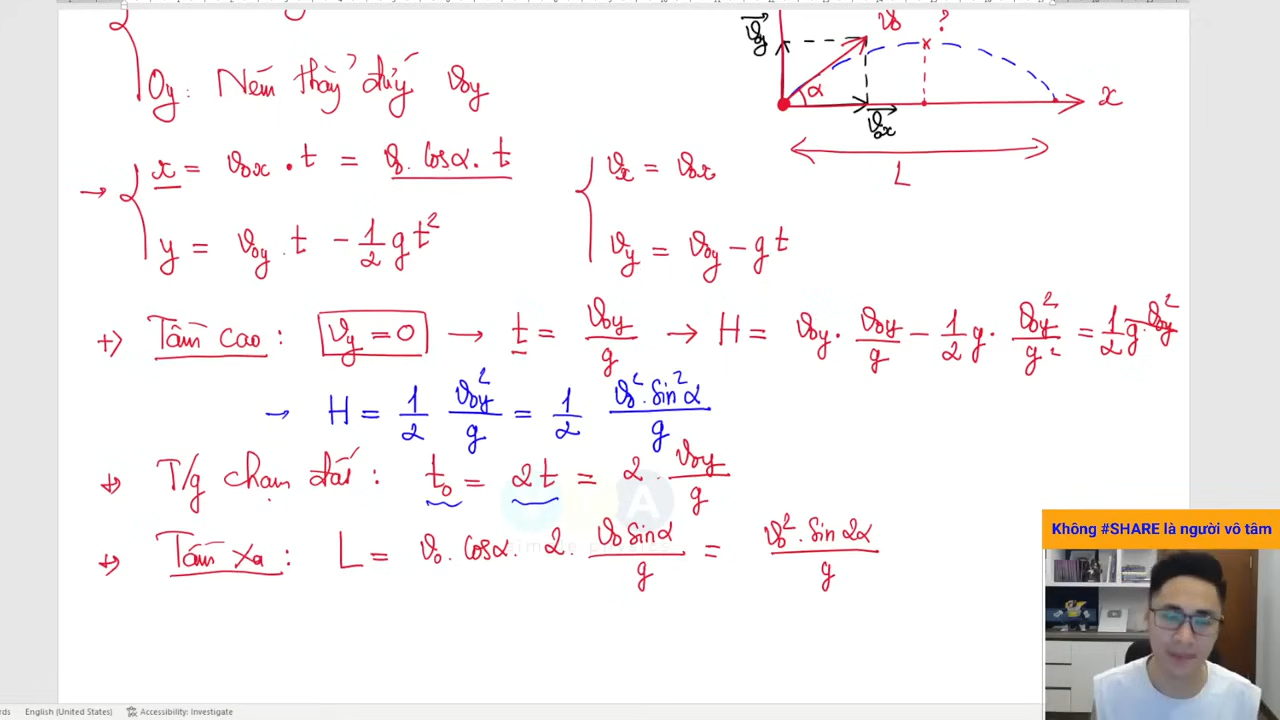 Oy: Ném thẳng đứng v₀y
x = v₀x . t = v₀ . cosα . t
y = v₀y . t - 1/2 g t²
vx = v₀x
vy = v₀y - g t
+) Tầm cao: vy = 0 → t = v₀y/g → H = v₀y . v₀y/g - 1/2 g . v₀y²/g² = 1/2 g . v₀y²
→ H = 1/2 v₀y²/g = 1/2 v₀² . sin²α/g
+) T/g chạm đất: t₀ = 2t = 2 . v₀y/g
+) Tầm xa: L = v₀ . cosα . 2 . v₀ sinα/g = v₀² . sin2α/g
v₀y
v₀
?
α
x
v₀x
L
A
Không #SHARE là người vô tâm
English (United States)
Accessibility: Investigate